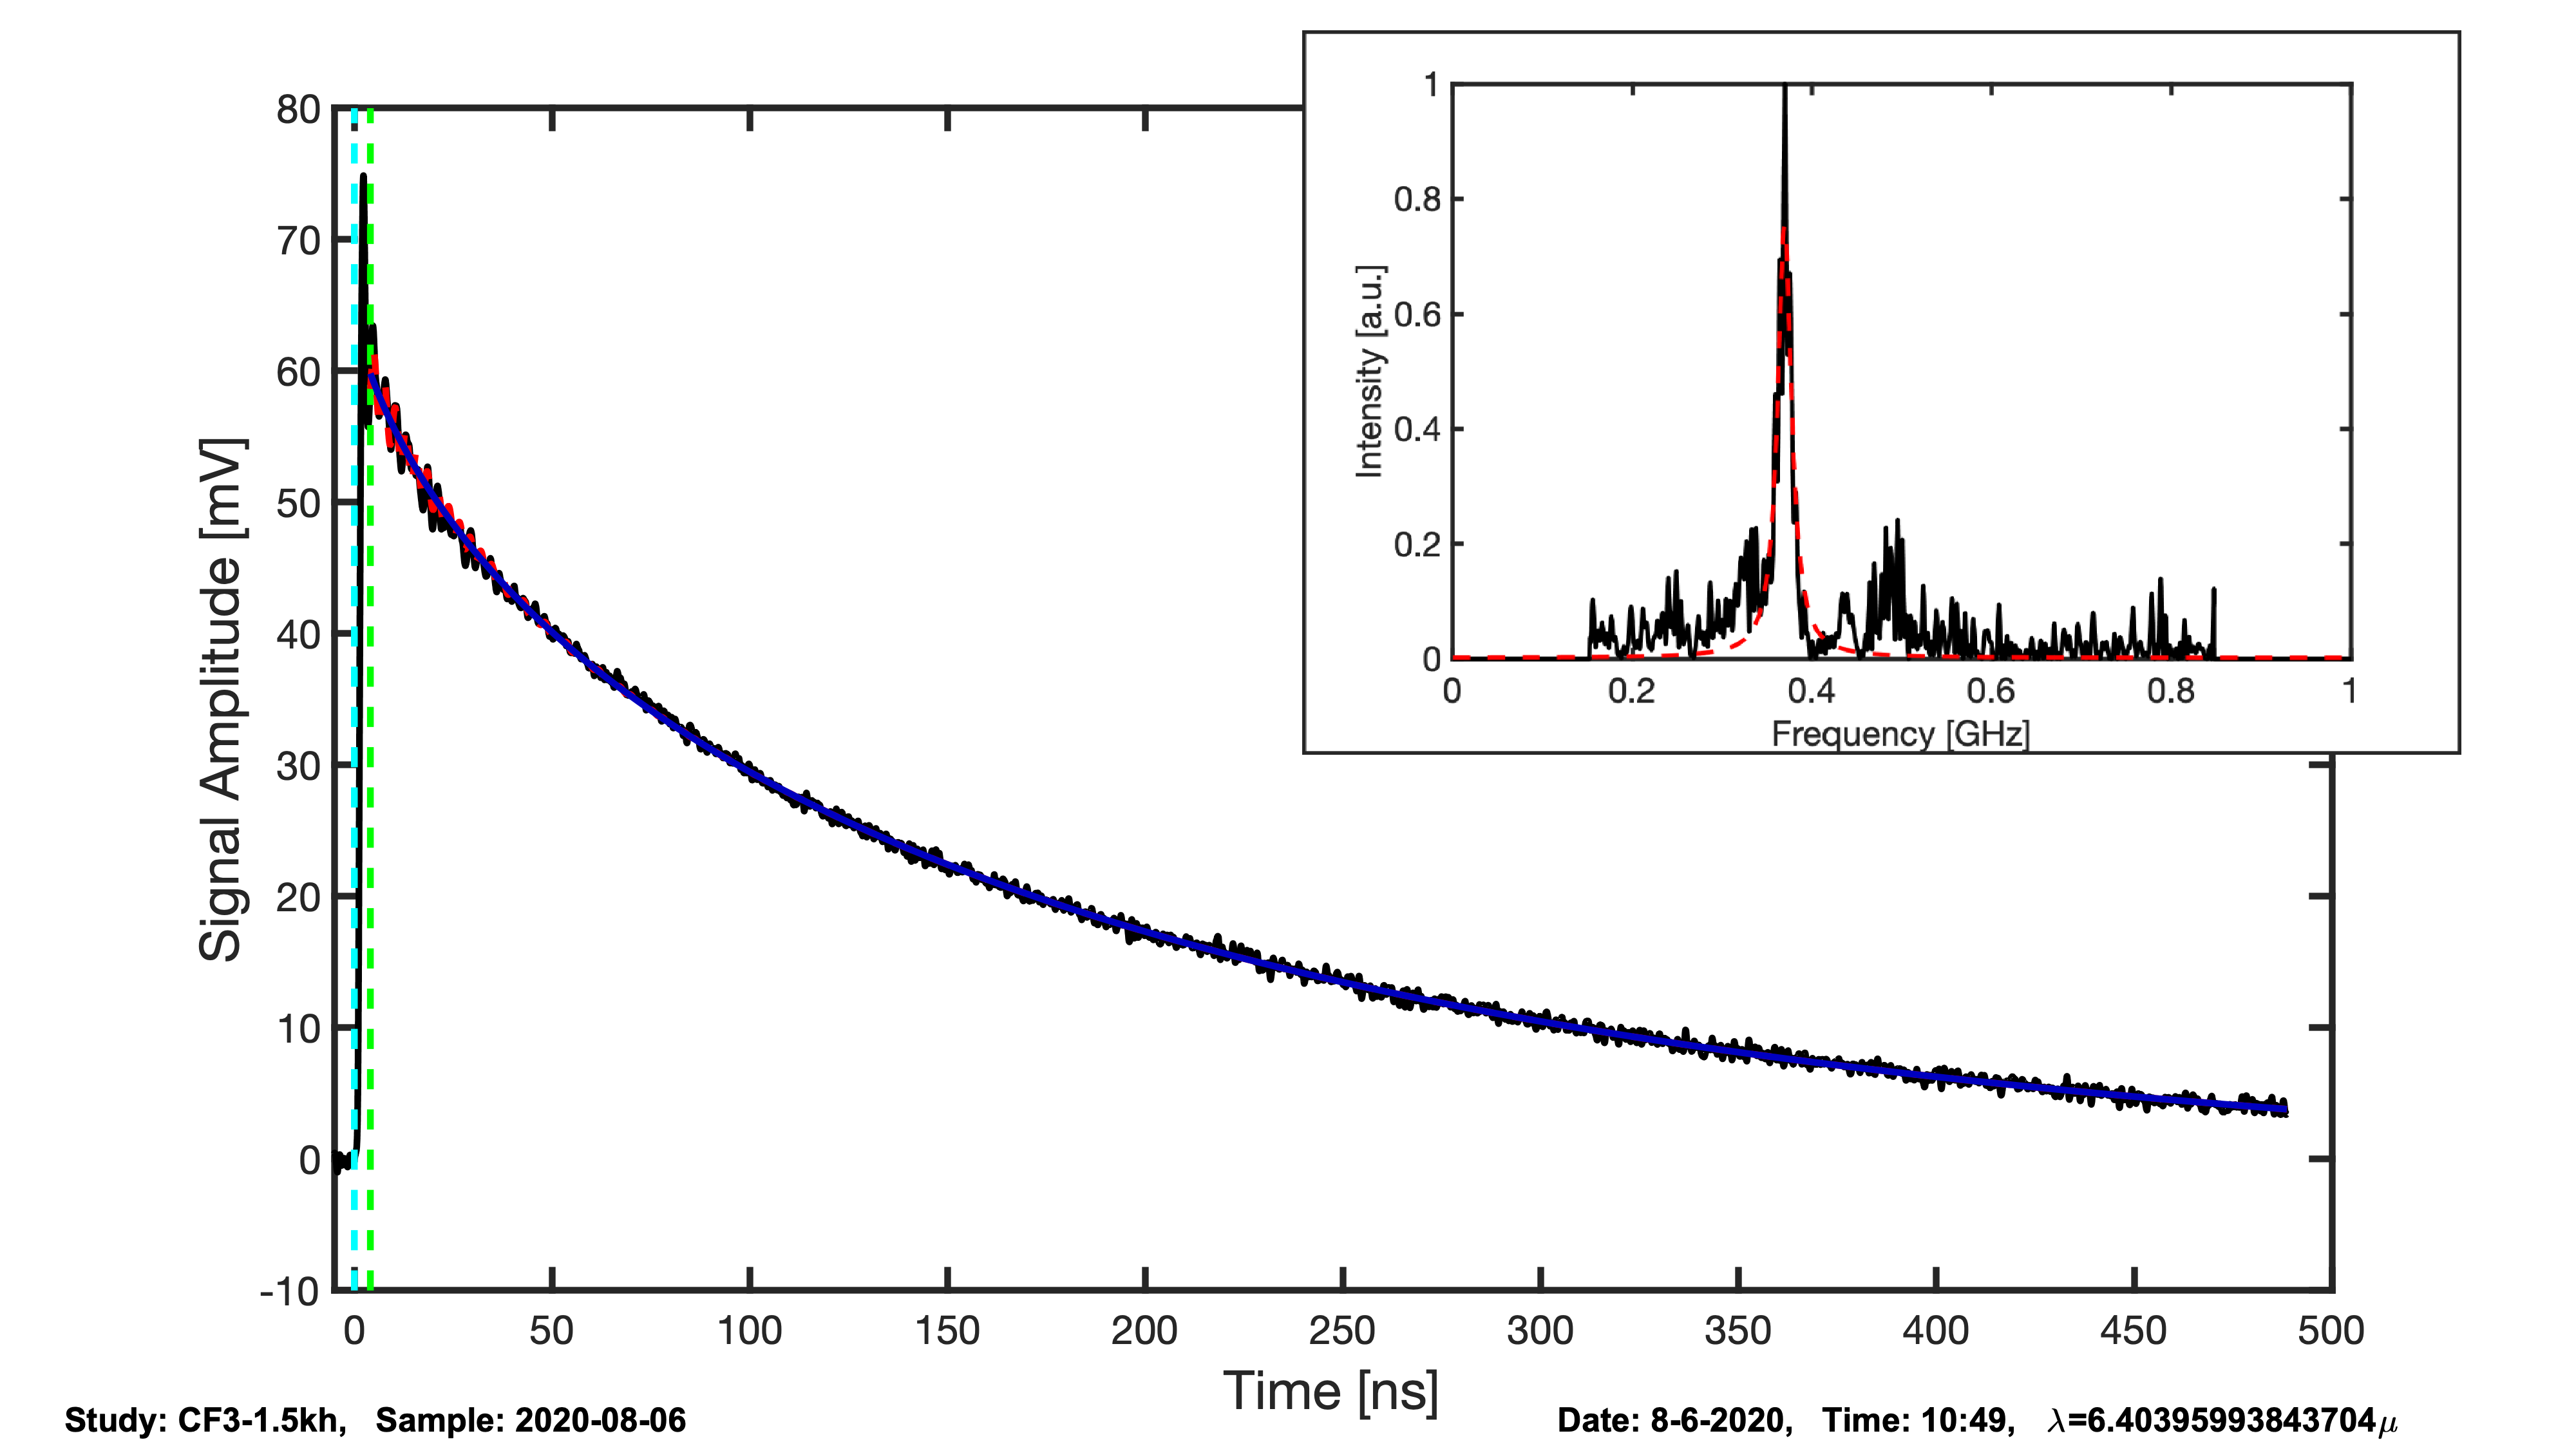 80
70
60
50
40
30
20
10
0
-10
Signal Amplitude [mV]
0 50 100 150 200 250 300 350 400 450 500
Time [ns]
1
0.8
0.6
0.4
0.2
0
Intensity [a.u.]
0 0.2 0.4 0.6 0.8 1
Frequency [GHz]
Study: CF3-1.5kh, Sample: 2020-08-06
Date: 8-6-2020, Time: 10:49, λ=6.40395993843704μ